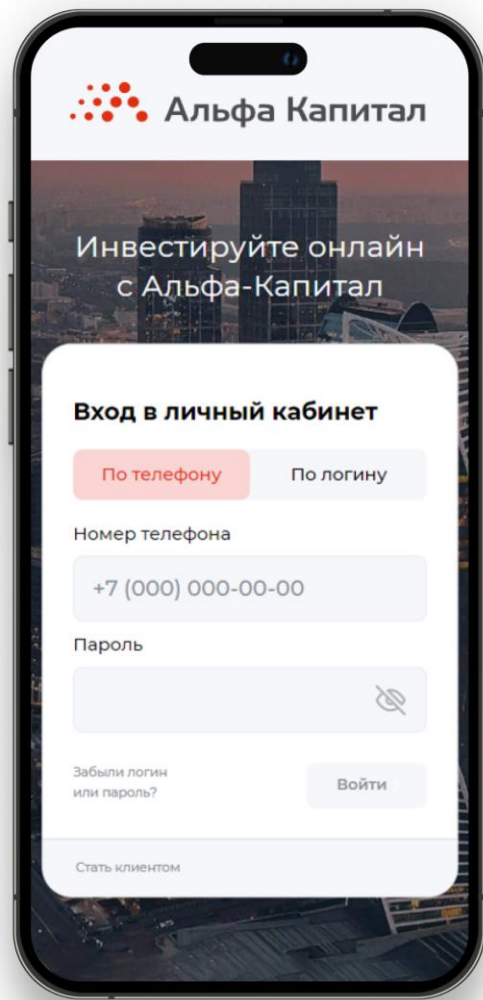 Альфа Капитал
Инвестируйте онлайн
с Альфа-Капитал
Вход в личный кабинет
По телефону
По логину
Номер телефона
+7 (000) 000-00-00
Пароль
Забыли логин
или пароль?
Войти
Стать клиентом